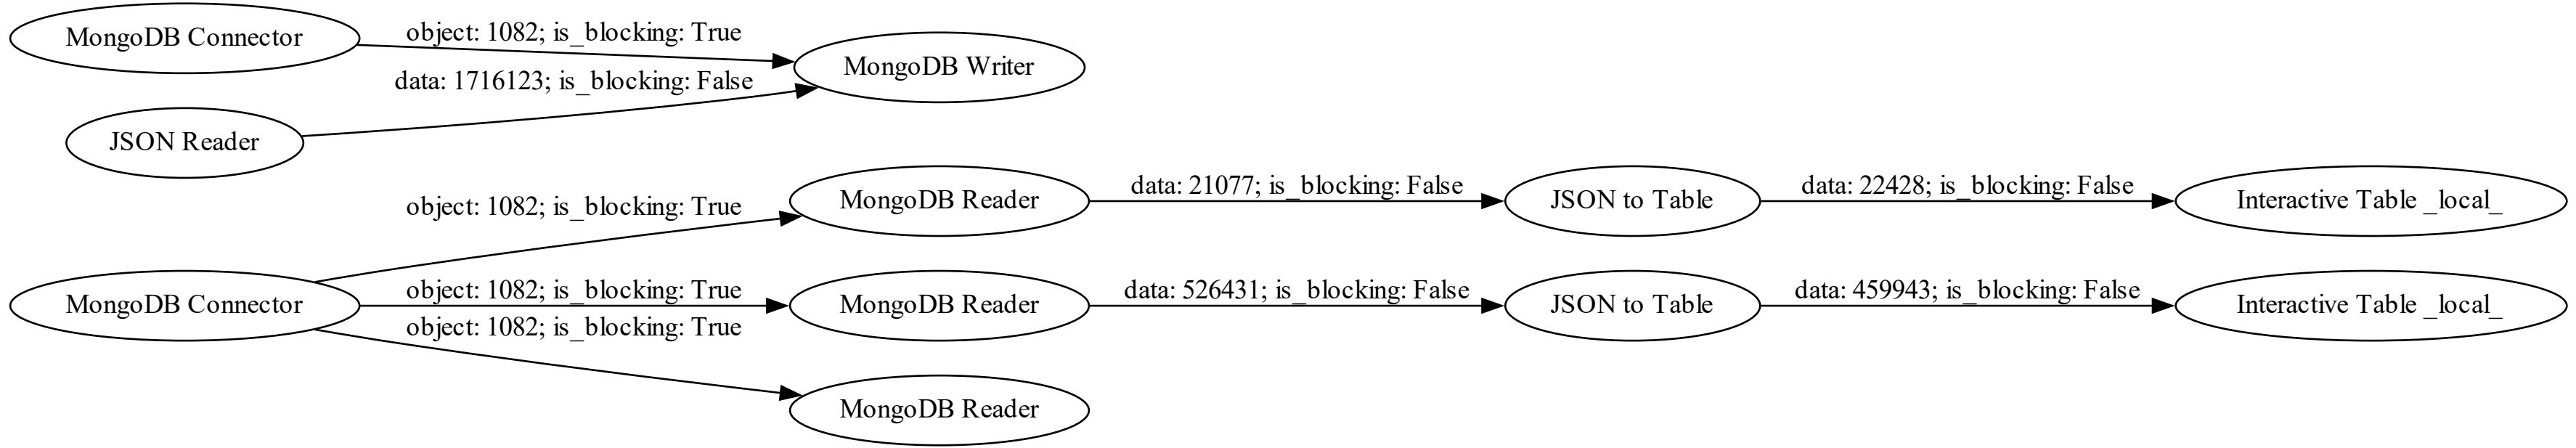 MongoDB Connector
object: 1082; is_blocking: True
MongoDB Writer
data: 1716123; is_blocking: False
JSON Reader
object: 1082; is_blocking: True
MongoDB Reader
data: 21077; is_blocking: False
JSON to Table
data: 22428; is_blocking: False
Interactive Table _local_
MongoDB Connector
object: 1082; is_blocking: True
MongoDB Reader
data: 526431; is_blocking: False
JSON to Table
data: 459943; is_blocking: False
Interactive Table _local_
object: 1082; is_blocking: True
MongoDB Reader